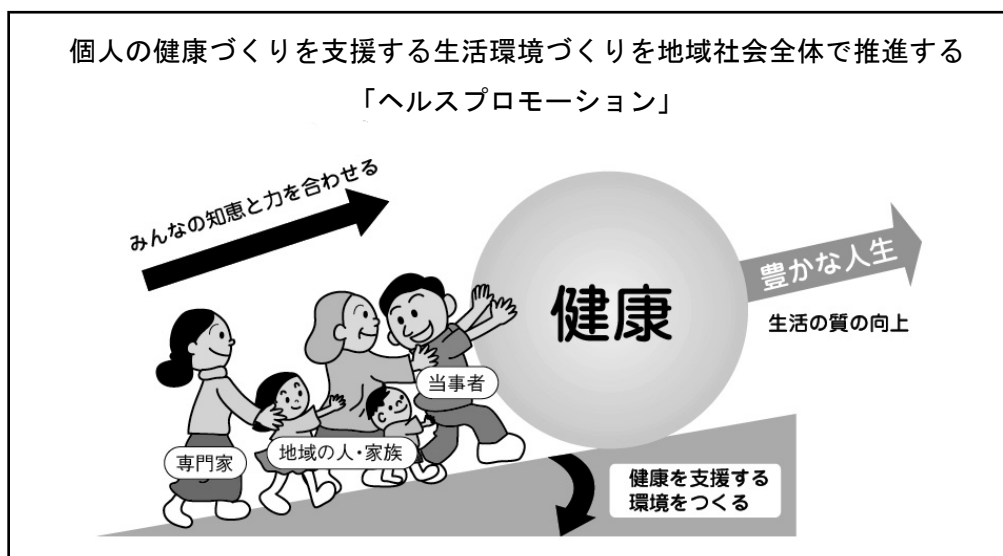 個人の健康づくりを支援する生活環境づくりを地域社会全体で推進する
「ヘルスプロモーション」
みんなの知恵と力を合わせる
健康
豊かな人生
生活の質の向上
当事者
地域の人・家族
専門家
健康を支援する
環境をつくる